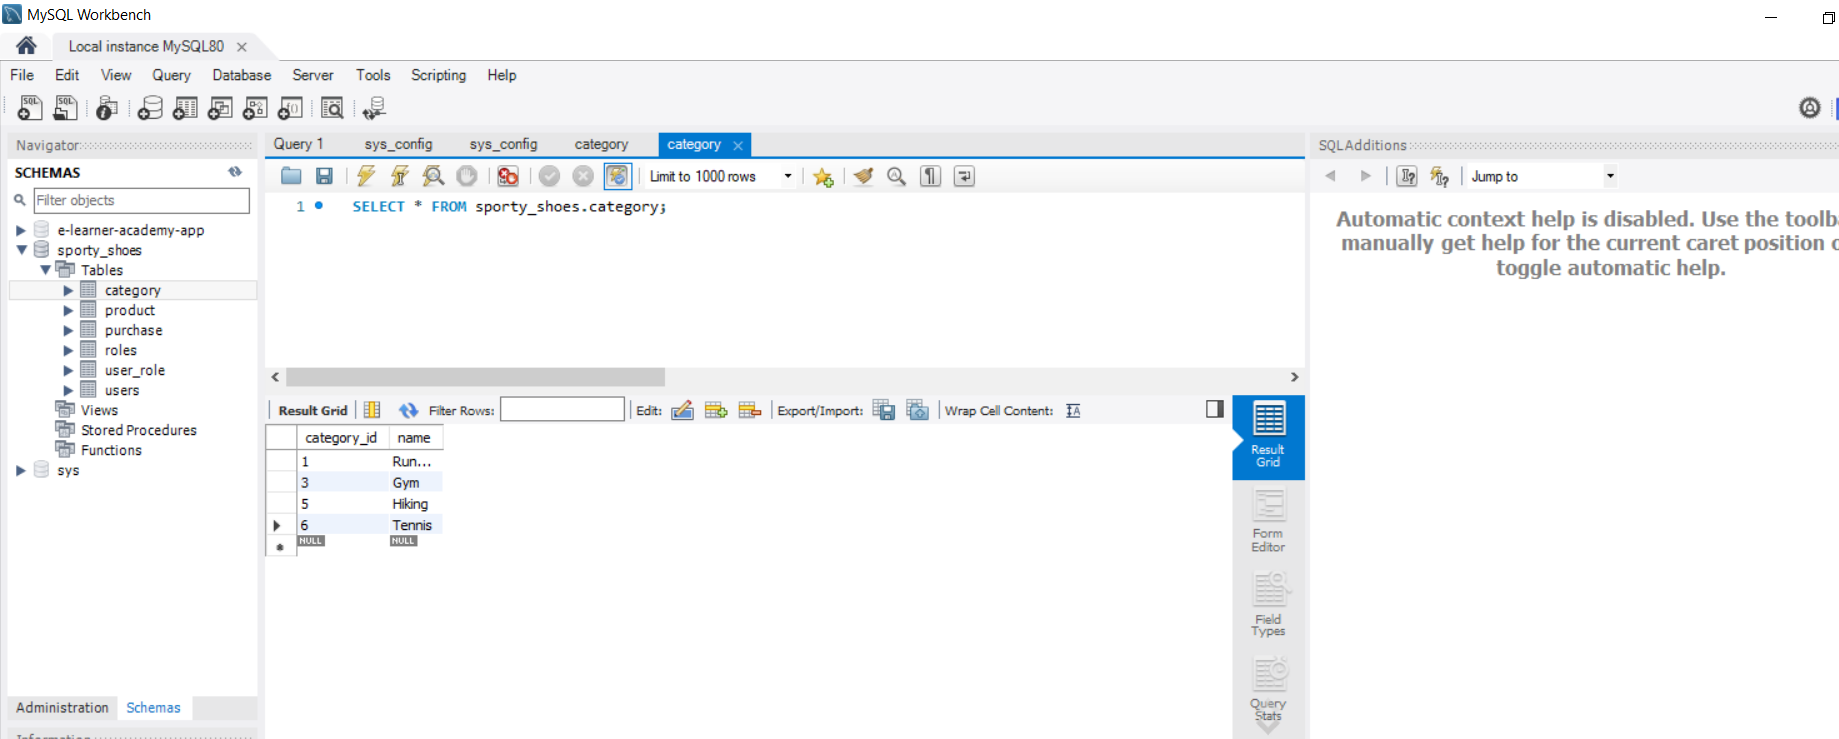 MySQL Workbench
Local instance MySQL80
File Edit View Query Database Server Tools Scripting Help
Navigator
SCHEMAS
Filter objects
e-learner-academy-app
sporty_shoes
Tables
category
product
purchase
roles
user_role
users
Views
Stored Procedures
Functions
sys
Administration Schemas
Information
Query 1 sys_config sys_config category category
Limit to 1000 rows
1 SELECT * FROM sporty_shoes.category;
Result Grid Filter Rows: Edit: Export/Import: Wrap Cell Content:
category_id name
1 Run...
3 Gym
5 Hiking
6 Tennis
NULL NULL
Result
Grid
Form
Editor
Field
Types
Query
Stats
SQLAdditions
Jump to
Automatic context help is disabled. Use the toolba
manually get help for the current caret position o
toggle automatic help.